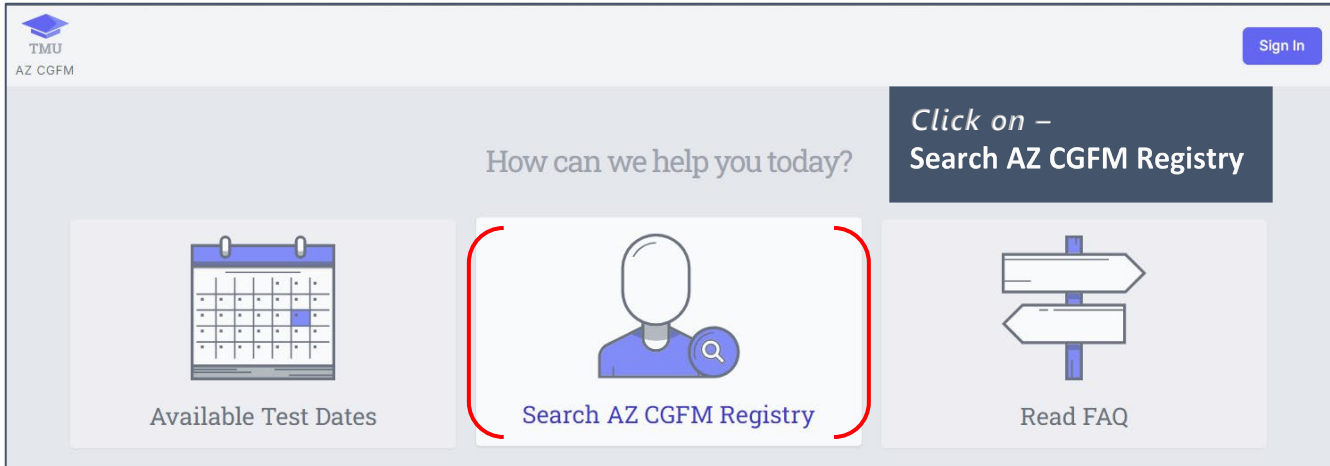 TMU
AZ CGFM
Sign In
Click on –
Search AZ CGFM Registry
How can we help you today?
Available Test Dates
Search AZ CGFM Registry
Read FAQ